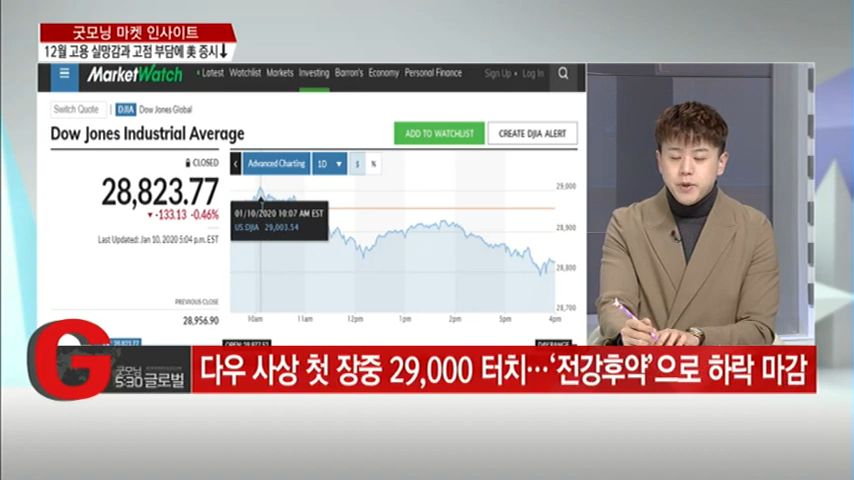 굿모닝 마켓 인사이트
12월 고용 실망감과 고점 부담에 美 증시↓
MarketWatch Latest Watchlist Markets Investing Barron's Economy Personal Finance Sign Up Log In
Switch Quote | DJIA Dow Jones Global
Dow Jones Industrial Average
ADD TO WATCHLIST CREATE DJIA ALERT
CLOSED
28,823.77
▼ -133.13 -0.46%
Last Updated: Jan 10, 2020 5:04 p.m. EST
PREVIOUS CLOSE
28,956.90
< Advanced Charting 1D ▼ $ %
01/10/2020 10:07 AM EST
US:DJIA 29,003.54
29,000
28,900
28,800
28,700
10am 11am 12pm 1pm 2pm 3pm 4pm
G
굿모닝
5:30 글로벌
다우 사상 첫 장중 29,000 터치…‘전강후약’으로 하락 마감